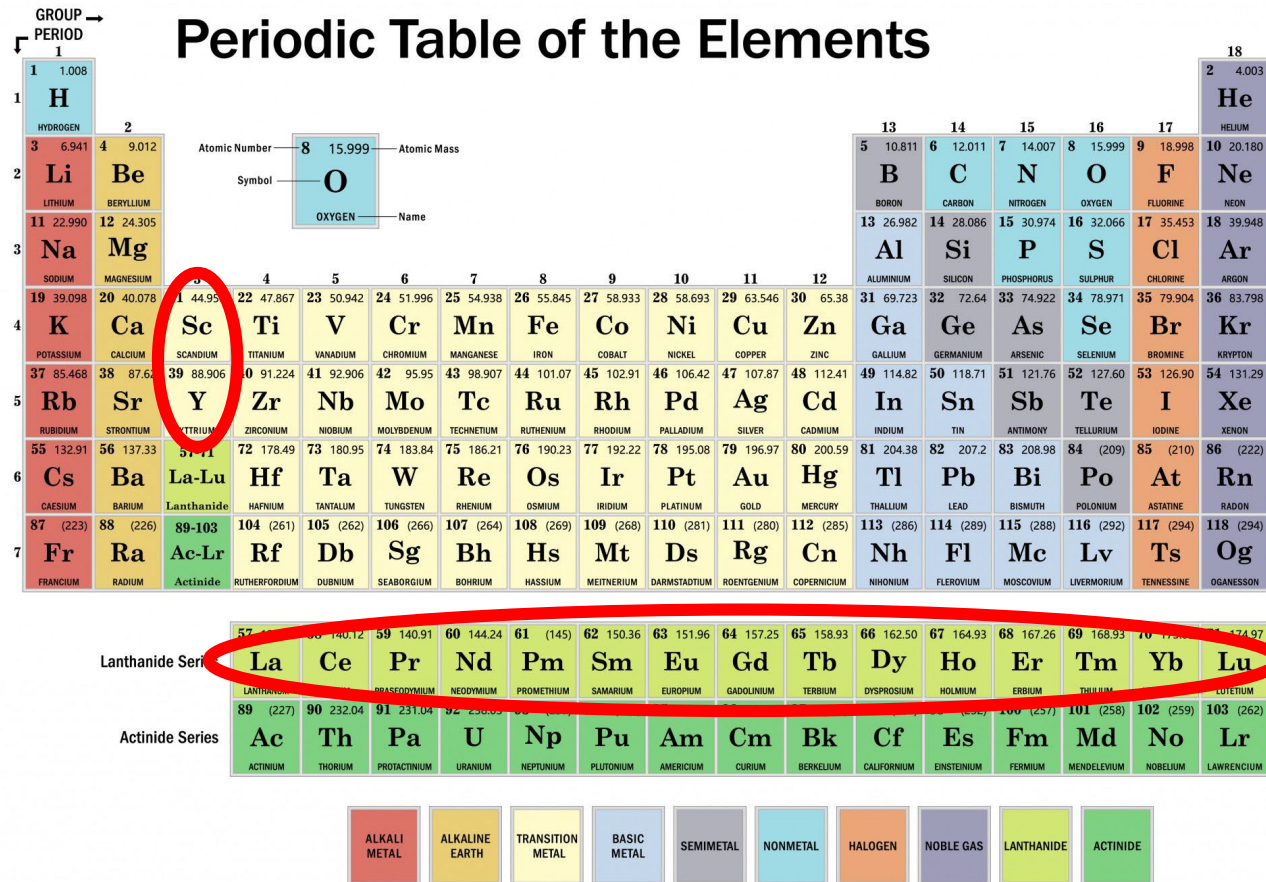 GROUP
PERIOD
Periodic Table of the Elements
1 18
1 1.008 2 4.003
1 H He
HYDROGEN 2 13 14 15 16 17 HELIUM
3 6.941 4 9.012 Atomic Number 8 15.999 Atomic Mass 5 10.811 6 12.011 7 14.007 8 15.999 9 18.998 10 20.180
2 Li Be Symbol O B C N O F Ne
LITHIUM BERYLLIUM OXYGEN Name BORON CARBON NITROGEN OXYGEN FLUORINE NEON
11 22.990 12 24.305 13 26.982 14 28.086 15 30.974 16 32.066 17 35.453 18 39.948
3 Na Mg Al Si P S Cl Ar
SODIUM MAGNESIUM 4 5 6 7 8 9 10 11 12 ALUMINIUM SILICON PHOSPHORUS SULPHUR CHLORINE ARGON
19 39.098 20 40.078 44.95 22 47.867 23 50.942 24 51.996 25 54.938 26 55.845 27 58.933 28 58.693 29 63.546 30 65.38 31 69.723 32 72.64 33 74.922 34 78.971 35 79.904 36 83.798
4 K Ca Sc Ti V Cr Mn Fe Co Ni Cu Zn Ga Ge As Se Br Kr
POTASSIUM CALCIUM SCANDIUM TITANIUM VANADIUM CHROMIUM MANGANESE IRON COBALT NICKEL COPPER ZINC GALLIUM GERMANIUM ARSENIC SELENIUM BROMINE KRYPTON
37 85.468 38 87.62 39 88.906 91.224 41 92.906 42 95.95 43 98.907 44 101.07 45 102.91 46 106.42 47 107.87 48 112.41 49 114.82 50 118.71 51 121.76 52 127.60 53 126.90 54 131.29
5 Rb Sr Y Zr Nb Mo Tc Ru Rh Pd Ag Cd In Sn Sb Te I Xe
RUBIDIUM STRONTIUM YTTRIUM ZIRCONIUM NIOBIUM MOLYBDENUM TECHNETIUM RUTHENIUM RHODIUM PALLADIUM SILVER CADMIUM INDIUM TIN ANTIMONY TELLURIUM IODINE XENON
55 132.91 56 137.33 72 178.49 73 180.95 74 183.84 75 186.21 76 190.23 77 192.22 78 195.08 79 196.97 80 200.59 81 204.38 82 207.2 83 208.98 84 (209) 85 (210) 86 (222)
6 Cs Ba La-Lu Hf Ta W Re Os Ir Pt Au Hg Tl Pb Bi Po At Rn
CAESIUM BARIUM Lanthanide HAFNIUM TANTALUM TUNGSTEN RHENIUM OSMIUM IRIDIUM PLATINUM GOLD MERCURY THALLIUM LEAD BISMUTH POLONIUM ASTATINE RADON
87 (223) 88 (226) 89-103 104 (261) 105 (262) 106 (266) 107 (264) 108 (269) 109 (268) 110 (281) 111 (280) 112 (285) 113 (286) 114 (289) 115 (288) 116 (292) 117 (294) 118 (294)
7 Fr Ra Ac-Lr Rf Db Sg Bh Hs Mt Ds Rg Cn Nh Fl Mc Lv Ts Og
FRANCIUM RADIUM Actinide RUTHERFORDIUM DUBNIUM SEABORGIUM BOHRIUM HASSIUM MEITNERIUM DARMSTADTIUM ROENTGENIUM COPERNICIUM NIHONIUM FLEROVIUM MOSCOVIUM LIVERMORIUM TENNESSINE OGANESSON
57 140.12 59 140.91 60 144.24 61 (145) 62 150.36 63 151.96 64 157.25 65 158.93 66 162.50 67 164.93 68 167.26 69 168.93 174.97
Lanthanide Series La Ce Pr Nd Pm Sm Eu Gd Tb Dy Ho Er Tm Yb Lu
LANTHANUM PRASEODYMIUM NEODYMIUM PROMETHIUM SAMARIUM EUROPIUM GADOLINIUM TERBIUM DYSPROSIUM HOLMIUM ERBIUM THULIUM LUTETIUM
89 (227) 90 232.04 91 231.04 100 (257) 101 (258) 102 (259) 103 (262)
Actinide Series Ac Th Pa U Np Pu Am Cm Bk Cf Es Fm Md No Lr
ACTINIUM THORIUM PROTACTINIUM URANIUM NEPTUNIUM PLUTONIUM AMERICIUM CURIUM BERKELIUM CALIFORNIUM EINSTEINIUM FERMIUM MENDELEVIUM NOBELIUM LAWRENCIUM
ALKALI METAL ALKALINE EARTH TRANSITION METAL BASIC METAL SEMIMETAL NONMETAL HALOGEN NOBLE GAS LANTHANIDE ACTINIDE